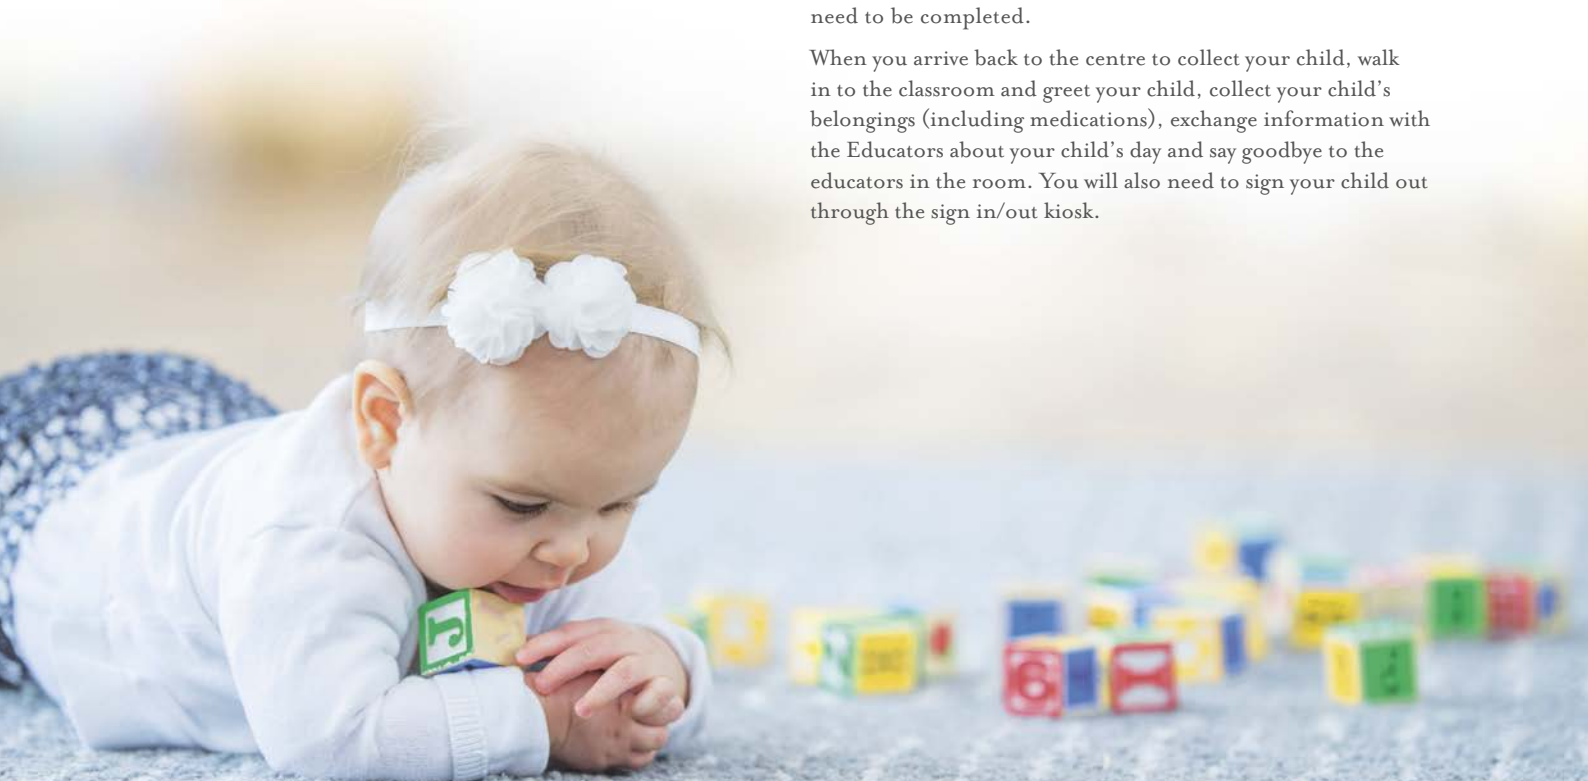 need to be completed.
When you arrive back to the centre to collect your child, walk
in to the classroom and greet your child, collect your child's
belongings (including medications), exchange information with
the Educators about your child's day and say goodbye to the
educators in the room. You will also need to sign your child out
through the sign in/out kiosk.
J
6